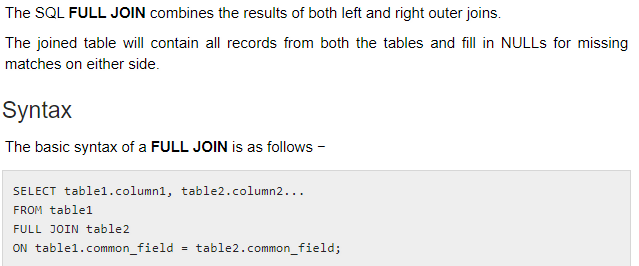 The SQL FULL JOIN combines the results of both left and right outer joins.
The joined table will contain all records from both the tables and fill in NULLs for missing
matches on either side.
Syntax
The basic syntax of a FULL JOIN is as follows −
SELECT table1.column1, table2.column2...
FROM table1
FULL JOIN table2
ON table1.common_field = table2.common_field;